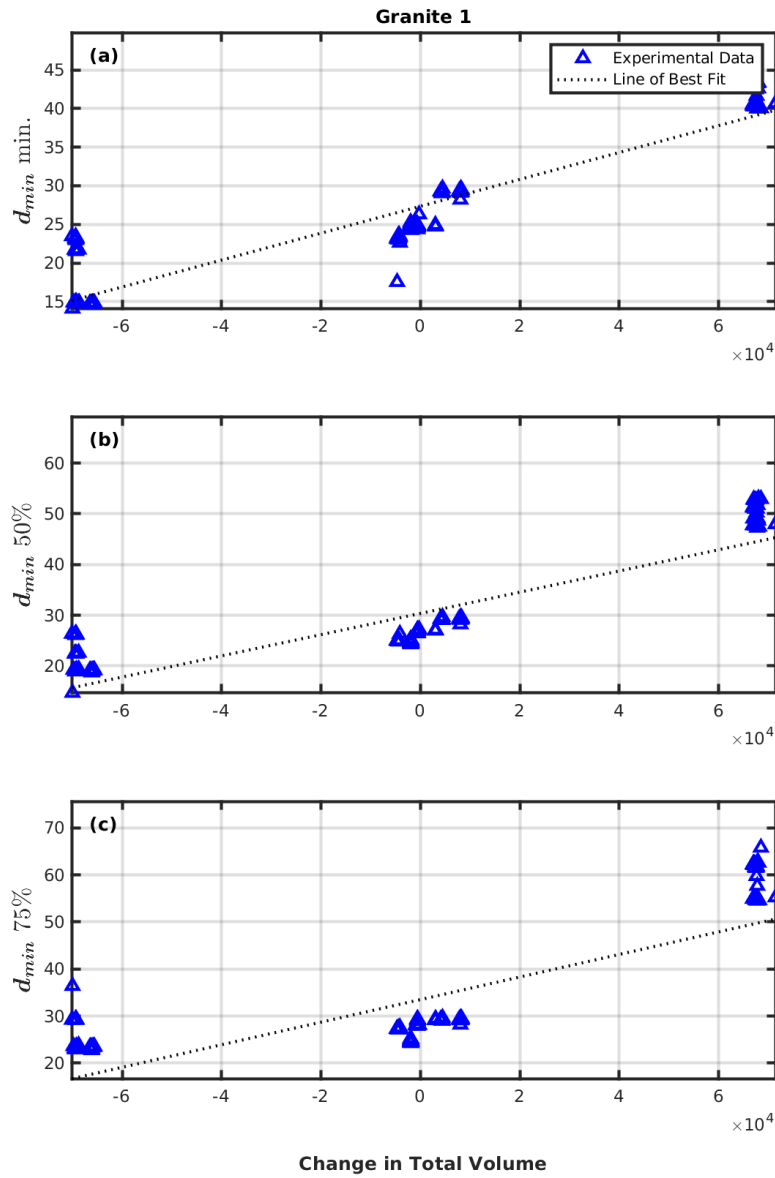 Granite 1
(a)
Experimental Data
Line of Best Fit
45
40
35
30
25
20
15
d_min min.
-6 -4 -2 0 2 4 6
×10^4
(b)
60
50
40
30
20
d_min 50%
-6 -4 -2 0 2 4 6
×10^4
(c)
70
60
50
40
30
20
d_min 75%
-6 -4 -2 0 2 4 6
×10^4
Change in Total Volume